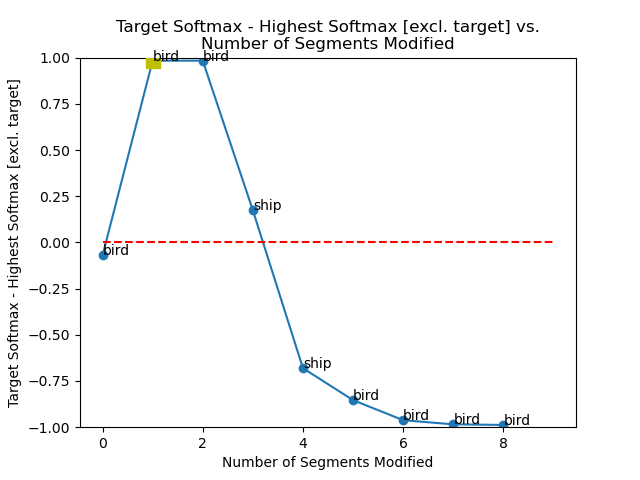 Target Softmax - Highest Softmax [excl. target] vs.
Number of Segments Modified
Target Softmax - Highest Softmax [excl. target]
1.00
0.75
0.50
0.25
0.00
−0.25
−0.50
−0.75
−1.00
bird
bird
bird
ship
ship
bird
bird
bird
bird
0
2
4
6
8
Number of Segments Modified